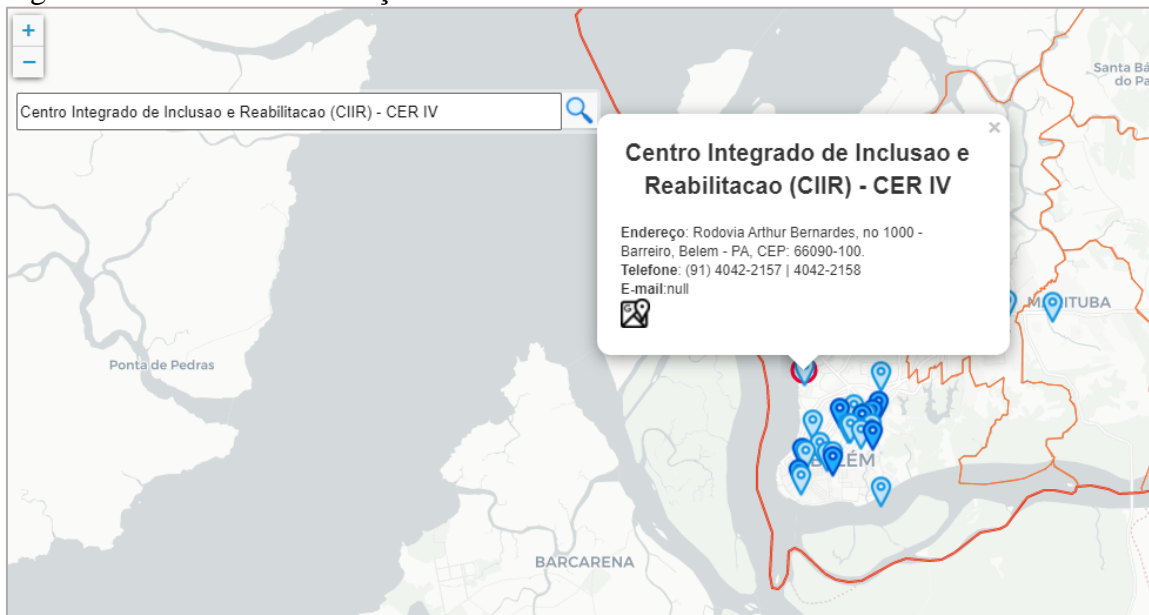 +
−
Centro Integrado de Inclusao e Reabilitacao (CIIR) - CER IV
Santa Bá
do Pa
×
Centro Integrado de Inclusao e
Reabilitacao (CIIR) - CER IV
Endereço: Rodovia Arthur Bernardes, no 1000 -
Barreiro, Belem - PA, CEP: 66090-100.
Telefone: (91) 4042-2157 | 4042-2158
E-mail:null
G
Ponta de Pedras
BARCARENA